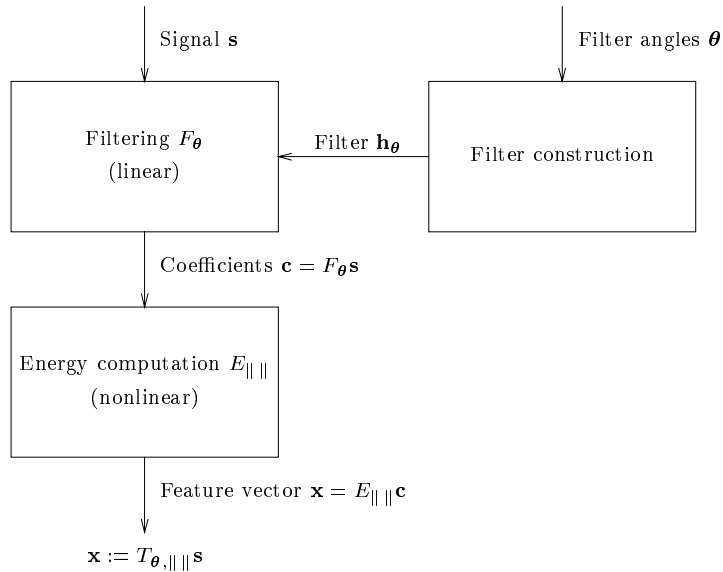 Signal s
Filter angles θ
Filtering F_θ
(linear)
Filter h_θ
Filter construction
Coefficients c = F_θ s
Energy computation E_{‖ ‖}
(nonlinear)
Feature vector x = E_{‖ ‖} c
x := T_{θ,‖ ‖} s